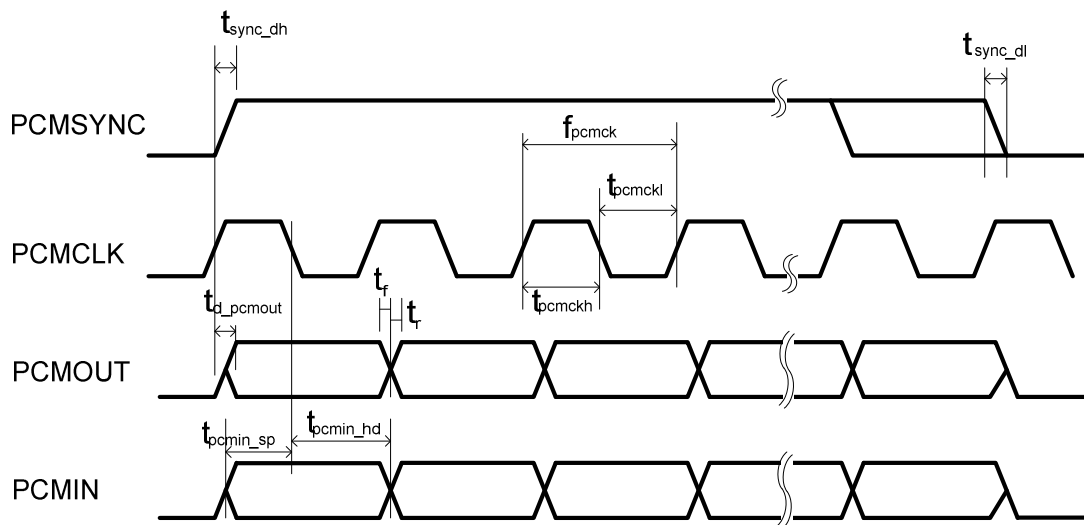 tsync_dh
tsync_dl
PCMSYNC
fpcmck
tpcmckl
PCMCLK
tf
tpcmckh
td_pcmout
tr
PCMOUT
tpcmin_sp
tpcmin_hd
PCMIN